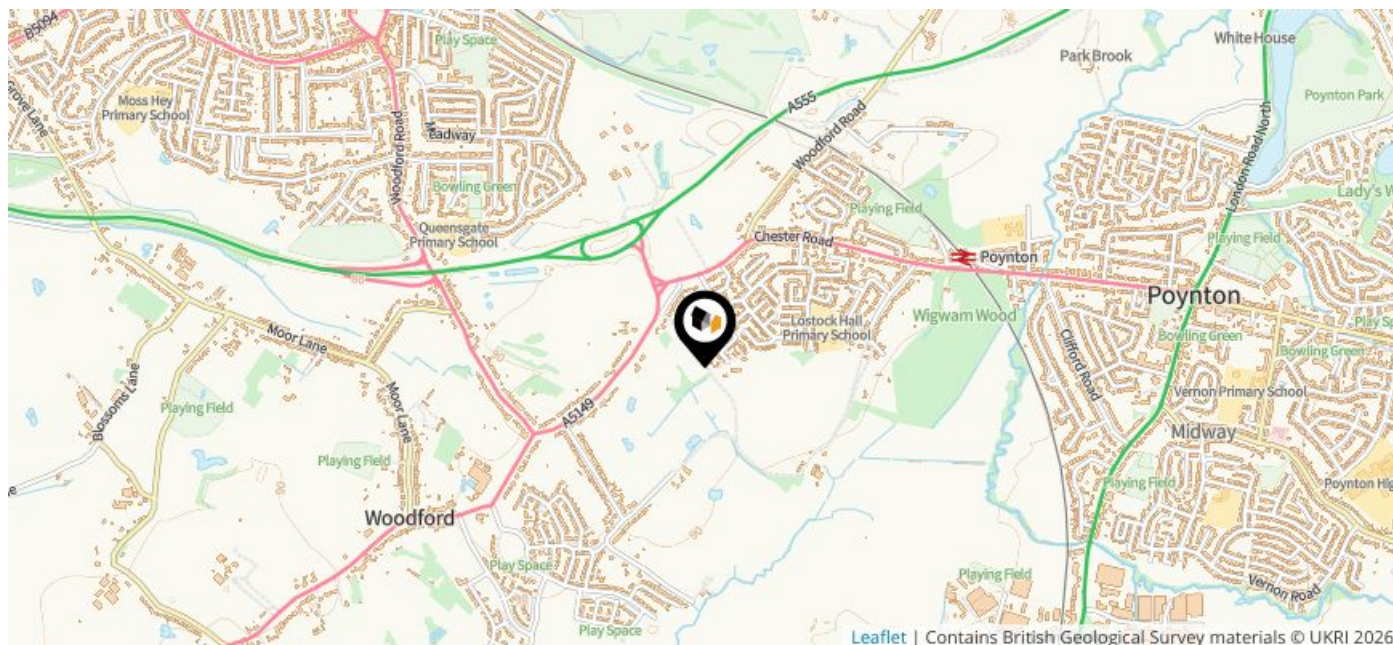 B5094
Play Space
White House
Park Brook
A555
Moss Hey
Primary School
Poynton Park
Woodford Road
London Road North
Woodford Road
Bowling Green
Playing Field
Queensgate
Primary School
Chester Road
Playing Field
Poynton
Poynton
Moor Lane
Lostock Hall
Primary School
Wigwam Wood
Bowling Green
Bowling Green
Clifford Road
Blossoms Lane
Moor Lane
Playing Field
A5149
Vernon Primary School
Midway
Playing Field
Playing Field
Woodford
Play Space
Playing Field
Vernon Road
Play Space
Leaflet | Contains British Geological Survey materials © UKRI 2026